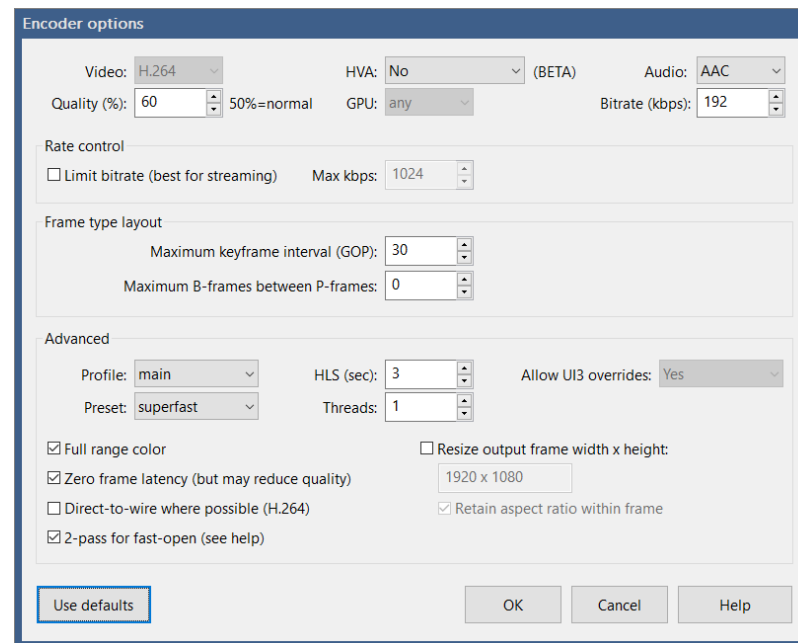 Encoder options
Video: H.264 HVA: No (BETA) Audio: AAC
Quality (%): 60 50%=normal GPU: any Bitrate (kbps): 192
Rate control
Limit bitrate (best for streaming) Max kbps: 1024
Frame type layout
Maximum keyframe interval (GOP): 30
Maximum B-frames between P-frames: 0
Advanced
Profile: main HLS (sec): 3 Allow UI3 overrides: Yes
Preset: superfast Threads: 1
Full range color Resize output frame width x height:
Zero frame latency (but may reduce quality) 1920 x 1080
Direct-to-wire where possible (H.264) Retain aspect ratio within frame
2-pass for fast-open (see help)
Use defaults OK Cancel Help